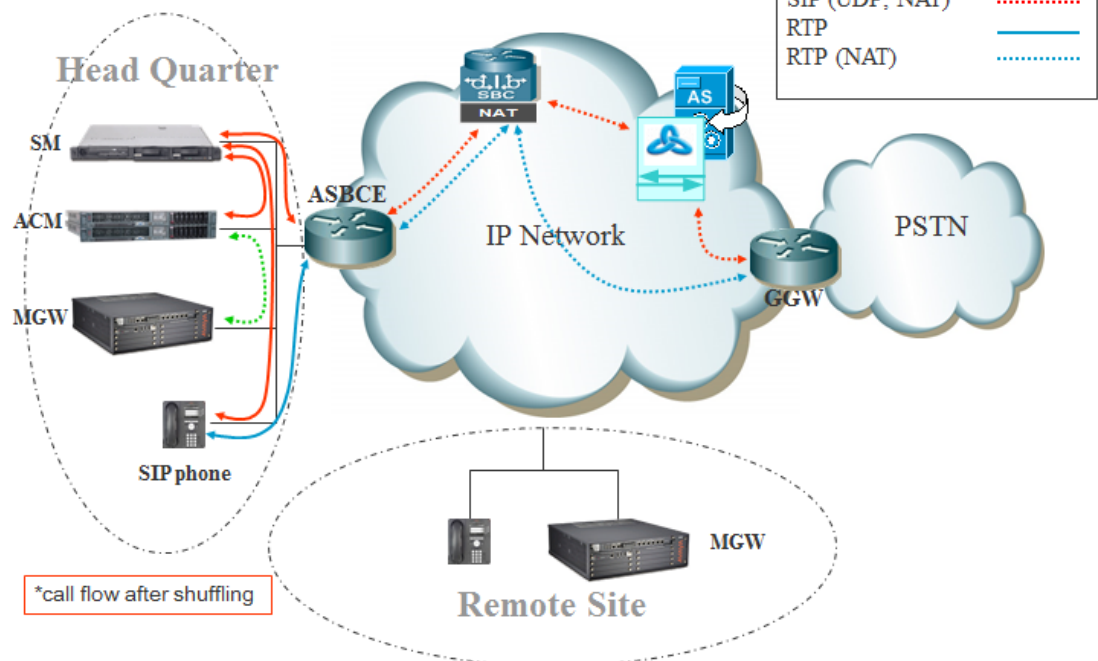 SIP (UDP, NAT)
RTP
RTP (NAT)
Head Quarter
SBC
NAT
AS
SM
ASBCE
ACM
IP Network
PSTN
MGW
GGW
SIP phone
MGW
*call flow after shuffling
Remote Site